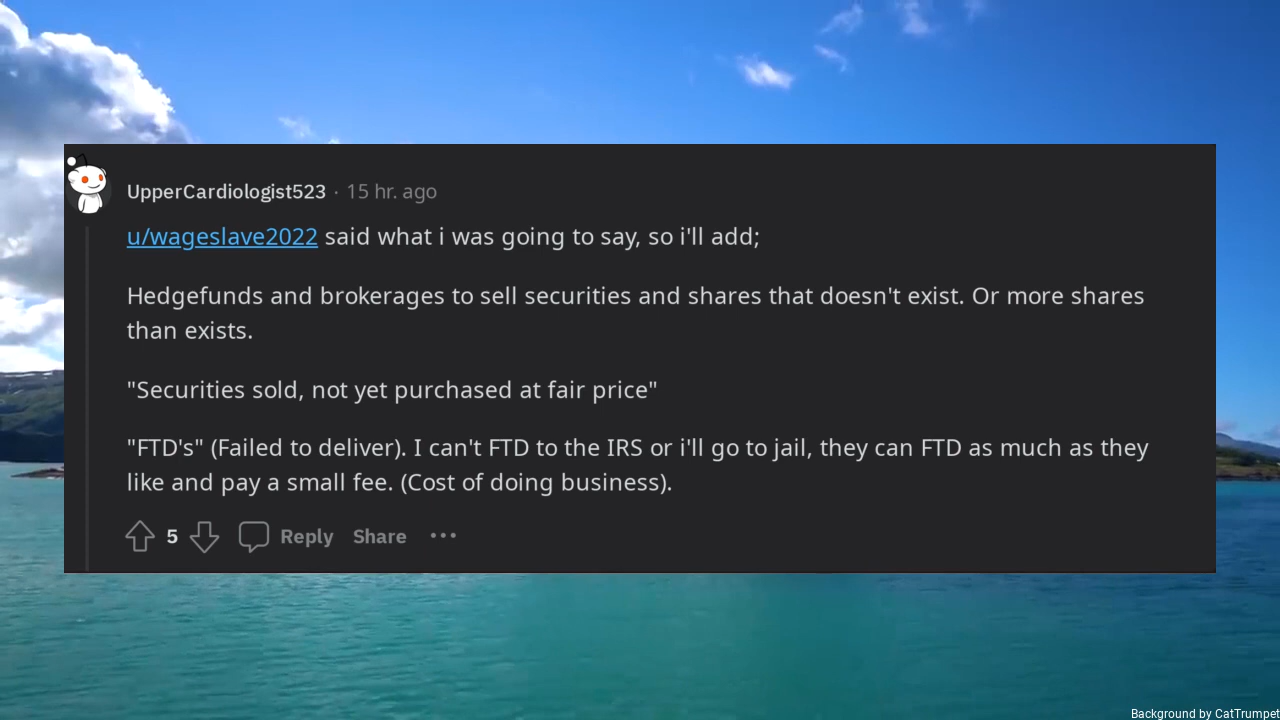 UpperCardiologist523 · 15 hr. ago
u/wageslave2022 said what i was going to say, so i'll add;
Hedgefunds and brokerages to sell securities and shares that doesn't exist. Or more shares
than exists.
"Securities sold, not yet purchased at fair price"
"FTD's" (Failed to deliver). I can't FTD to the IRS or i'll go to jail, they can FTD as much as they
like and pay a small fee. (Cost of doing business).
5 Reply Share ···
Background by CatTrumpet